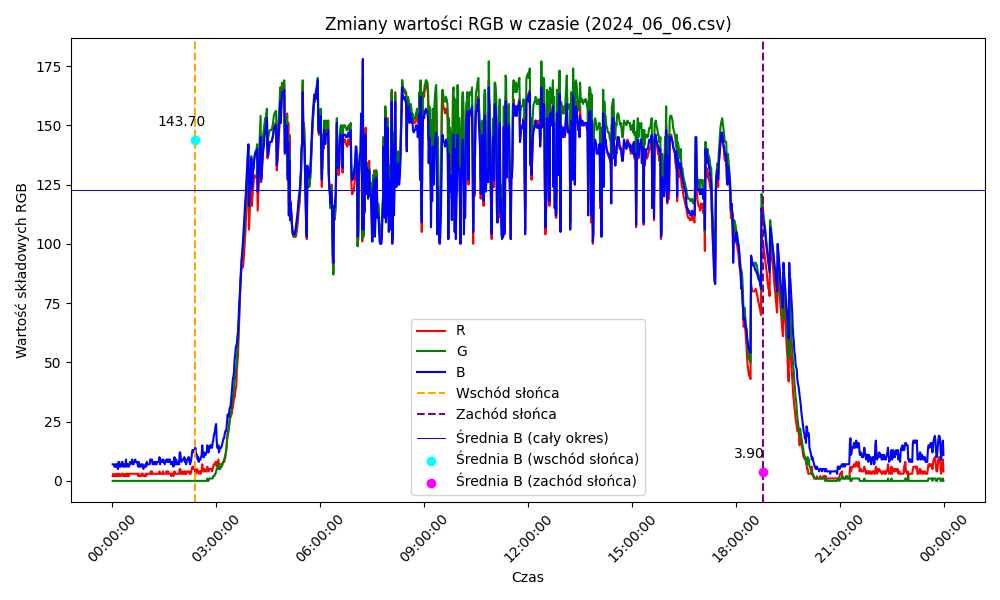 Zmiany wartości RGB w czasie (2024_06_06.csv)
Wartość składowych RGB
175
150
125
100
75
50
25
0
143.70
3.90
R
G
B
Wschód słońca
Zachód słońca
Średnia B (cały okres)
Średnia B (wschód słońca)
Średnia B (zachód słońca)
00:00:00
03:00:00
06:00:00
09:00:00
12:00:00
15:00:00
18:00:00
21:00:00
00:00:00
Czas